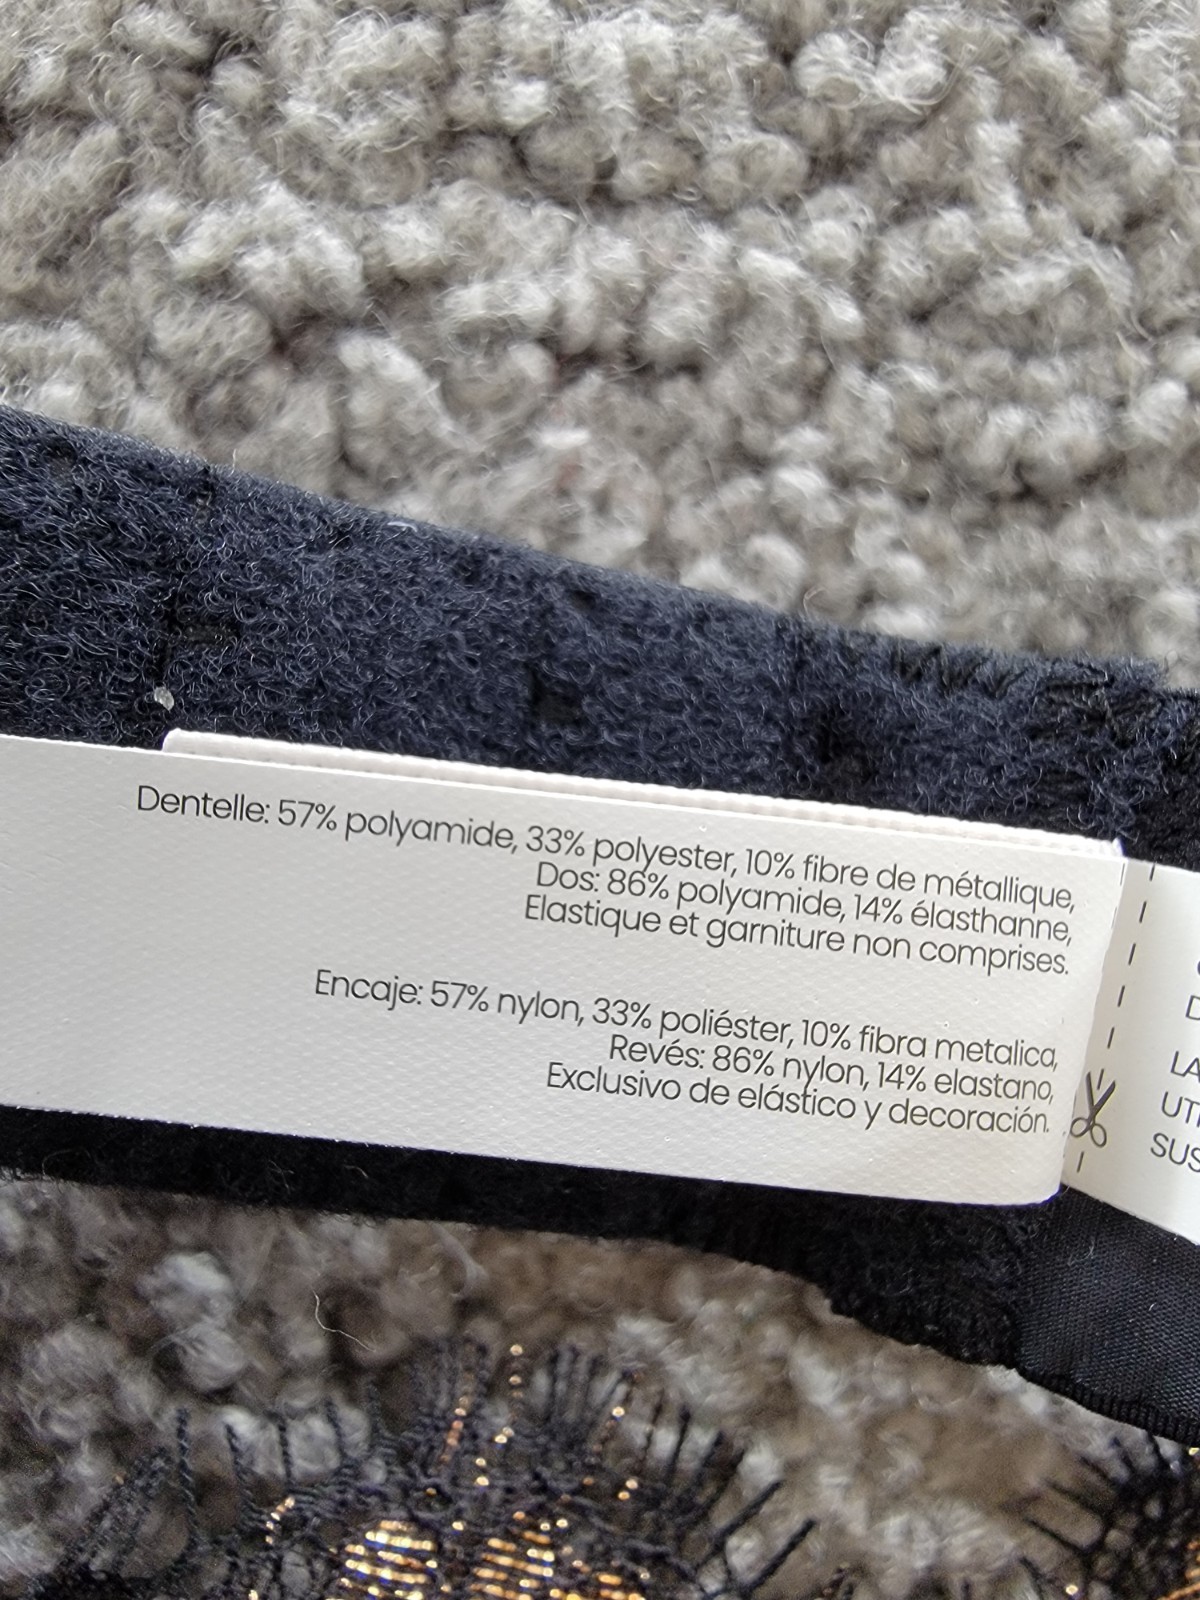 Dentelle: 57% polyamide, 33% polyester, 10% fibre de métallique,
Dos: 86% polyamide, 14% élasthanne,
Elastique et garniture non comprises.
Encaje: 57% nylon, 33% poliéster, 10% fibra metalica,
Revés: 86% nylon, 14% elastano,
Exclusivo de elástico y decoración.
LA